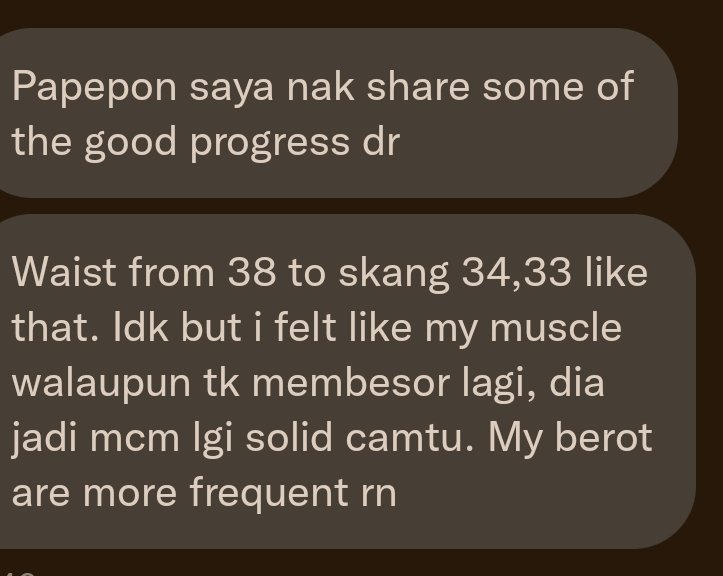 Papepon saya nak share some of
the good progress dr
Waist from 38 to skang 34,33 like
that. Idk but i felt like my muscle
walaupun tk membesor lagi, dia
jadi mcm lgi solid camtu. My berot
are more frequent rn